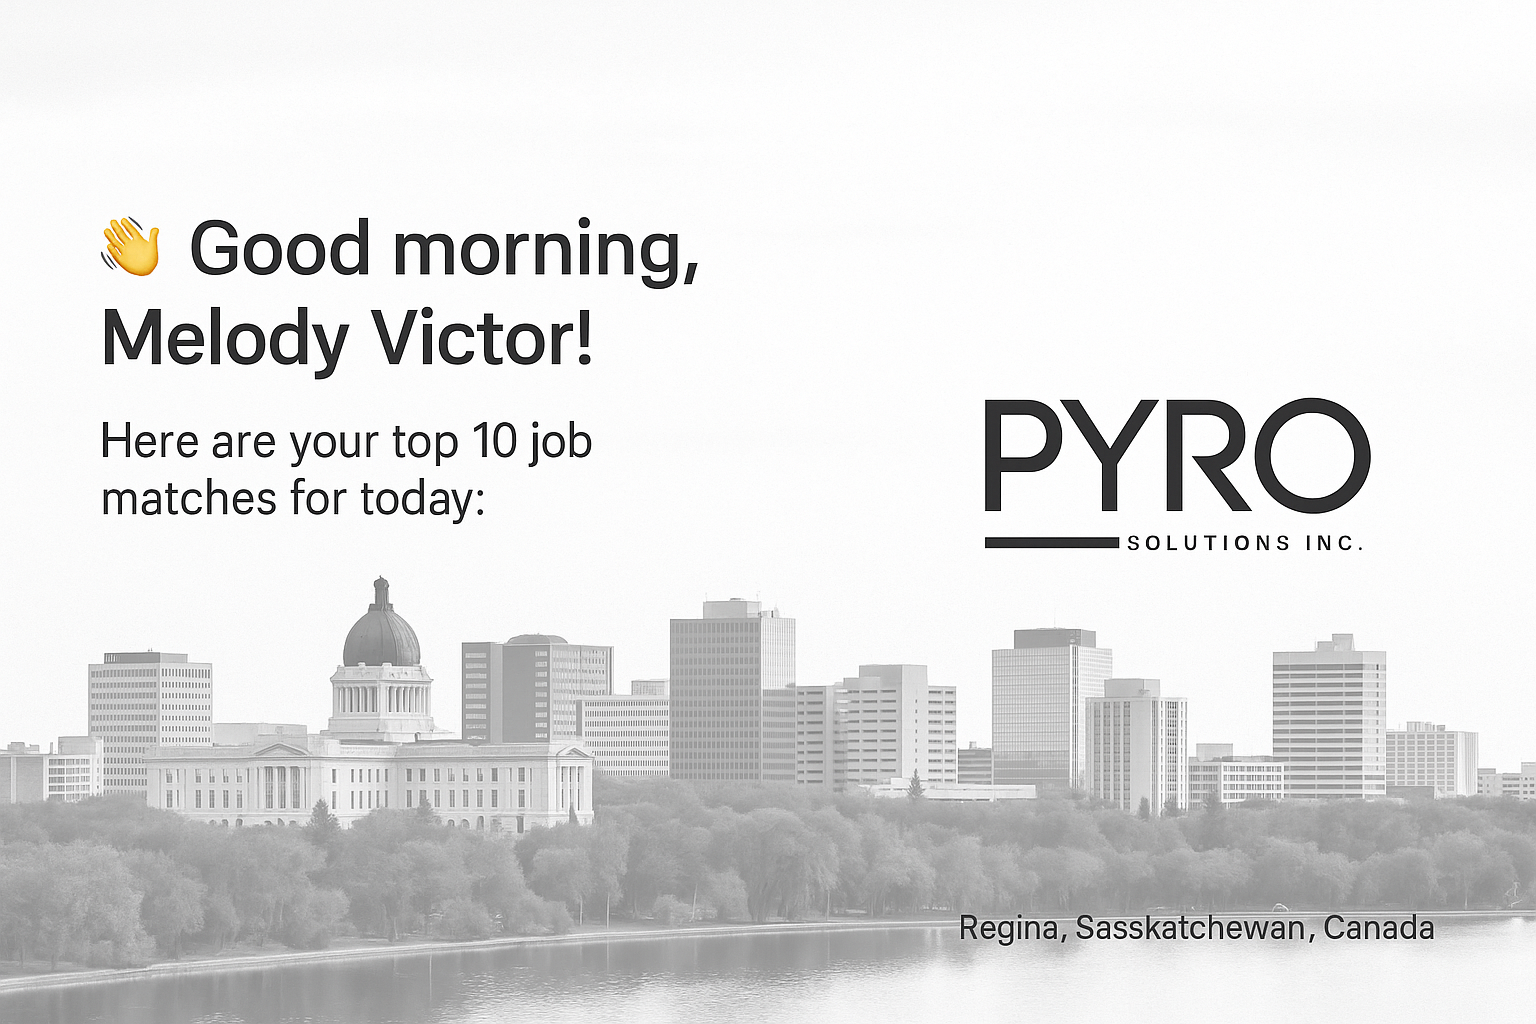 👋 Good morning,
Melody Victor!
Here are your top 10 job
matches for today:
PYRO
SOLUTIONS INC.
Regina, Sasskatchewan, Canada